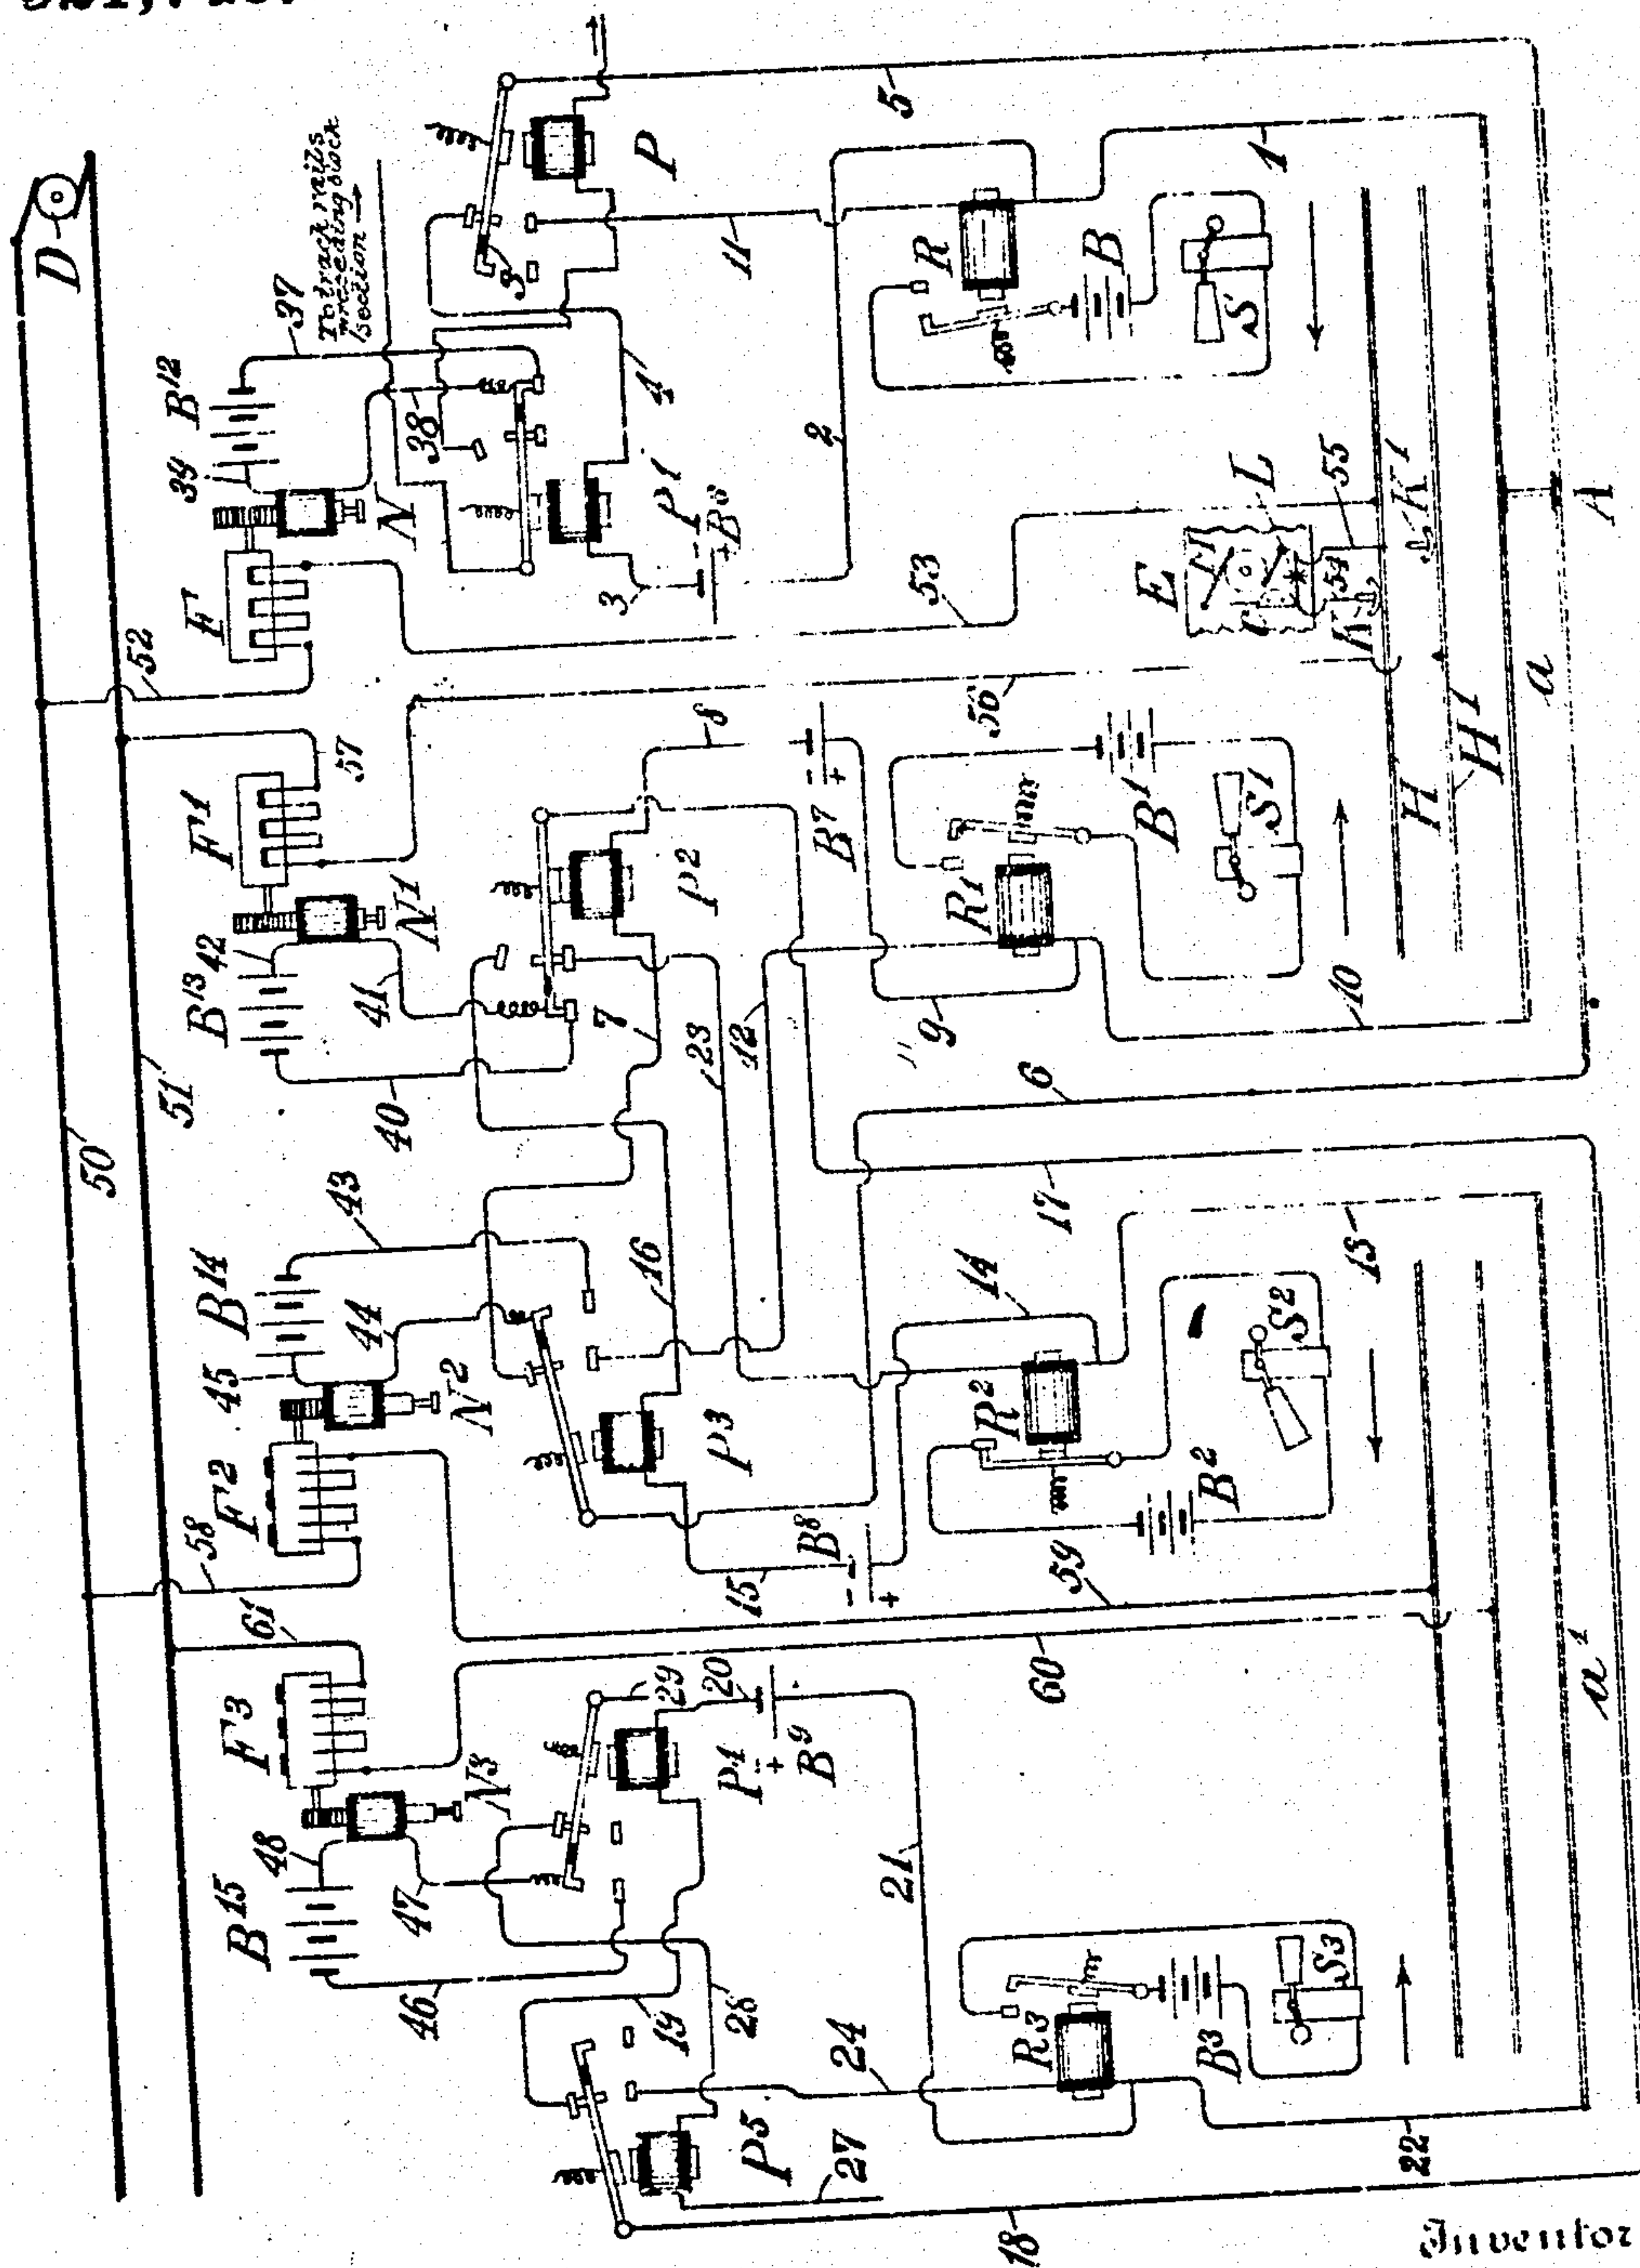 D
50
51
52
57
58
61
F
F1
F2
F3
N
N1
N2
N3
B12
B13
B14
B15
37
38
39
40
41
42
43
44
45
46
47
48
To track rails
preceding block
section →
P
P1
P2
P3
P4
P5
3
3
4
5
2
11
1
B6
- +
B7
- +
B8
- +
B9
- +
7
8
9
10
6
12
23
16
17
14
13
15
29
20
21
19
28
24
27
22
18
53
56
59
60
R
R1
R2
R3
B
B1
B2
B3
S
S1
S2
S3
E
M
L
C
54
55
K
K1
H
H1
A
a
a1
Inventor